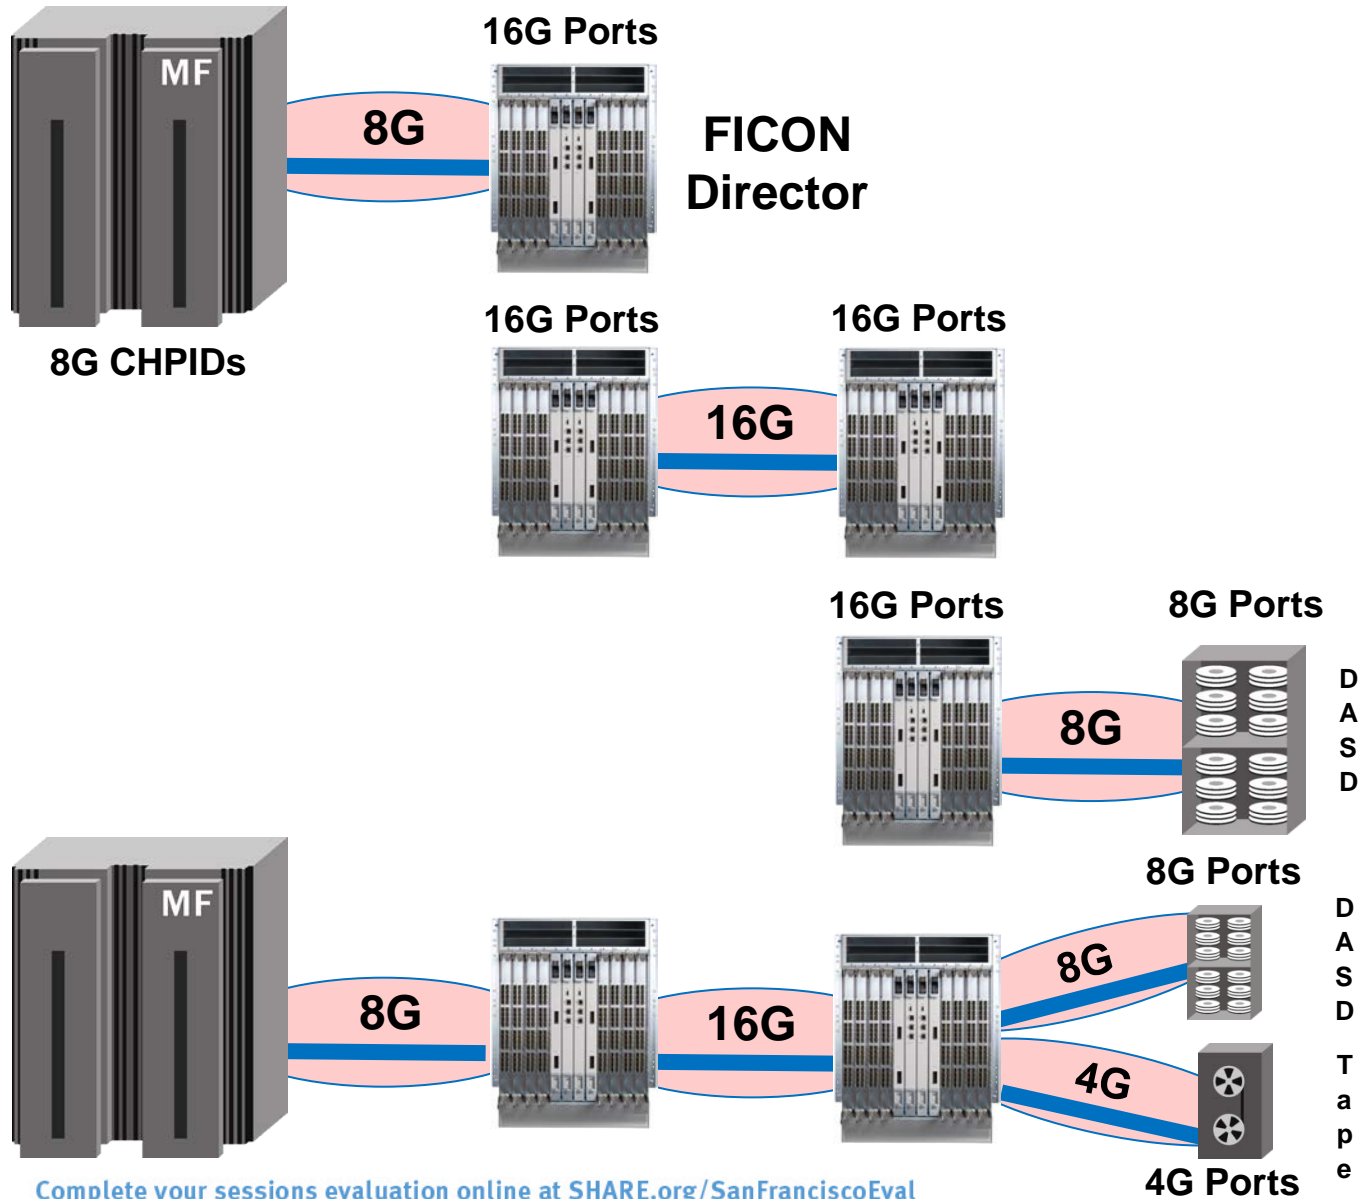 16G Ports
MF
8G
FICON
Director
8G CHPIDs
16G Ports
16G Ports
16G
16G Ports
8G Ports
8G
D
A
S
D
8G Ports
MF
8G
16G
8G
D
A
S
D
4G
T
a
p
e
4G Ports
Complete your sessions evaluation online at SHARE.org/SanFranciscoEval